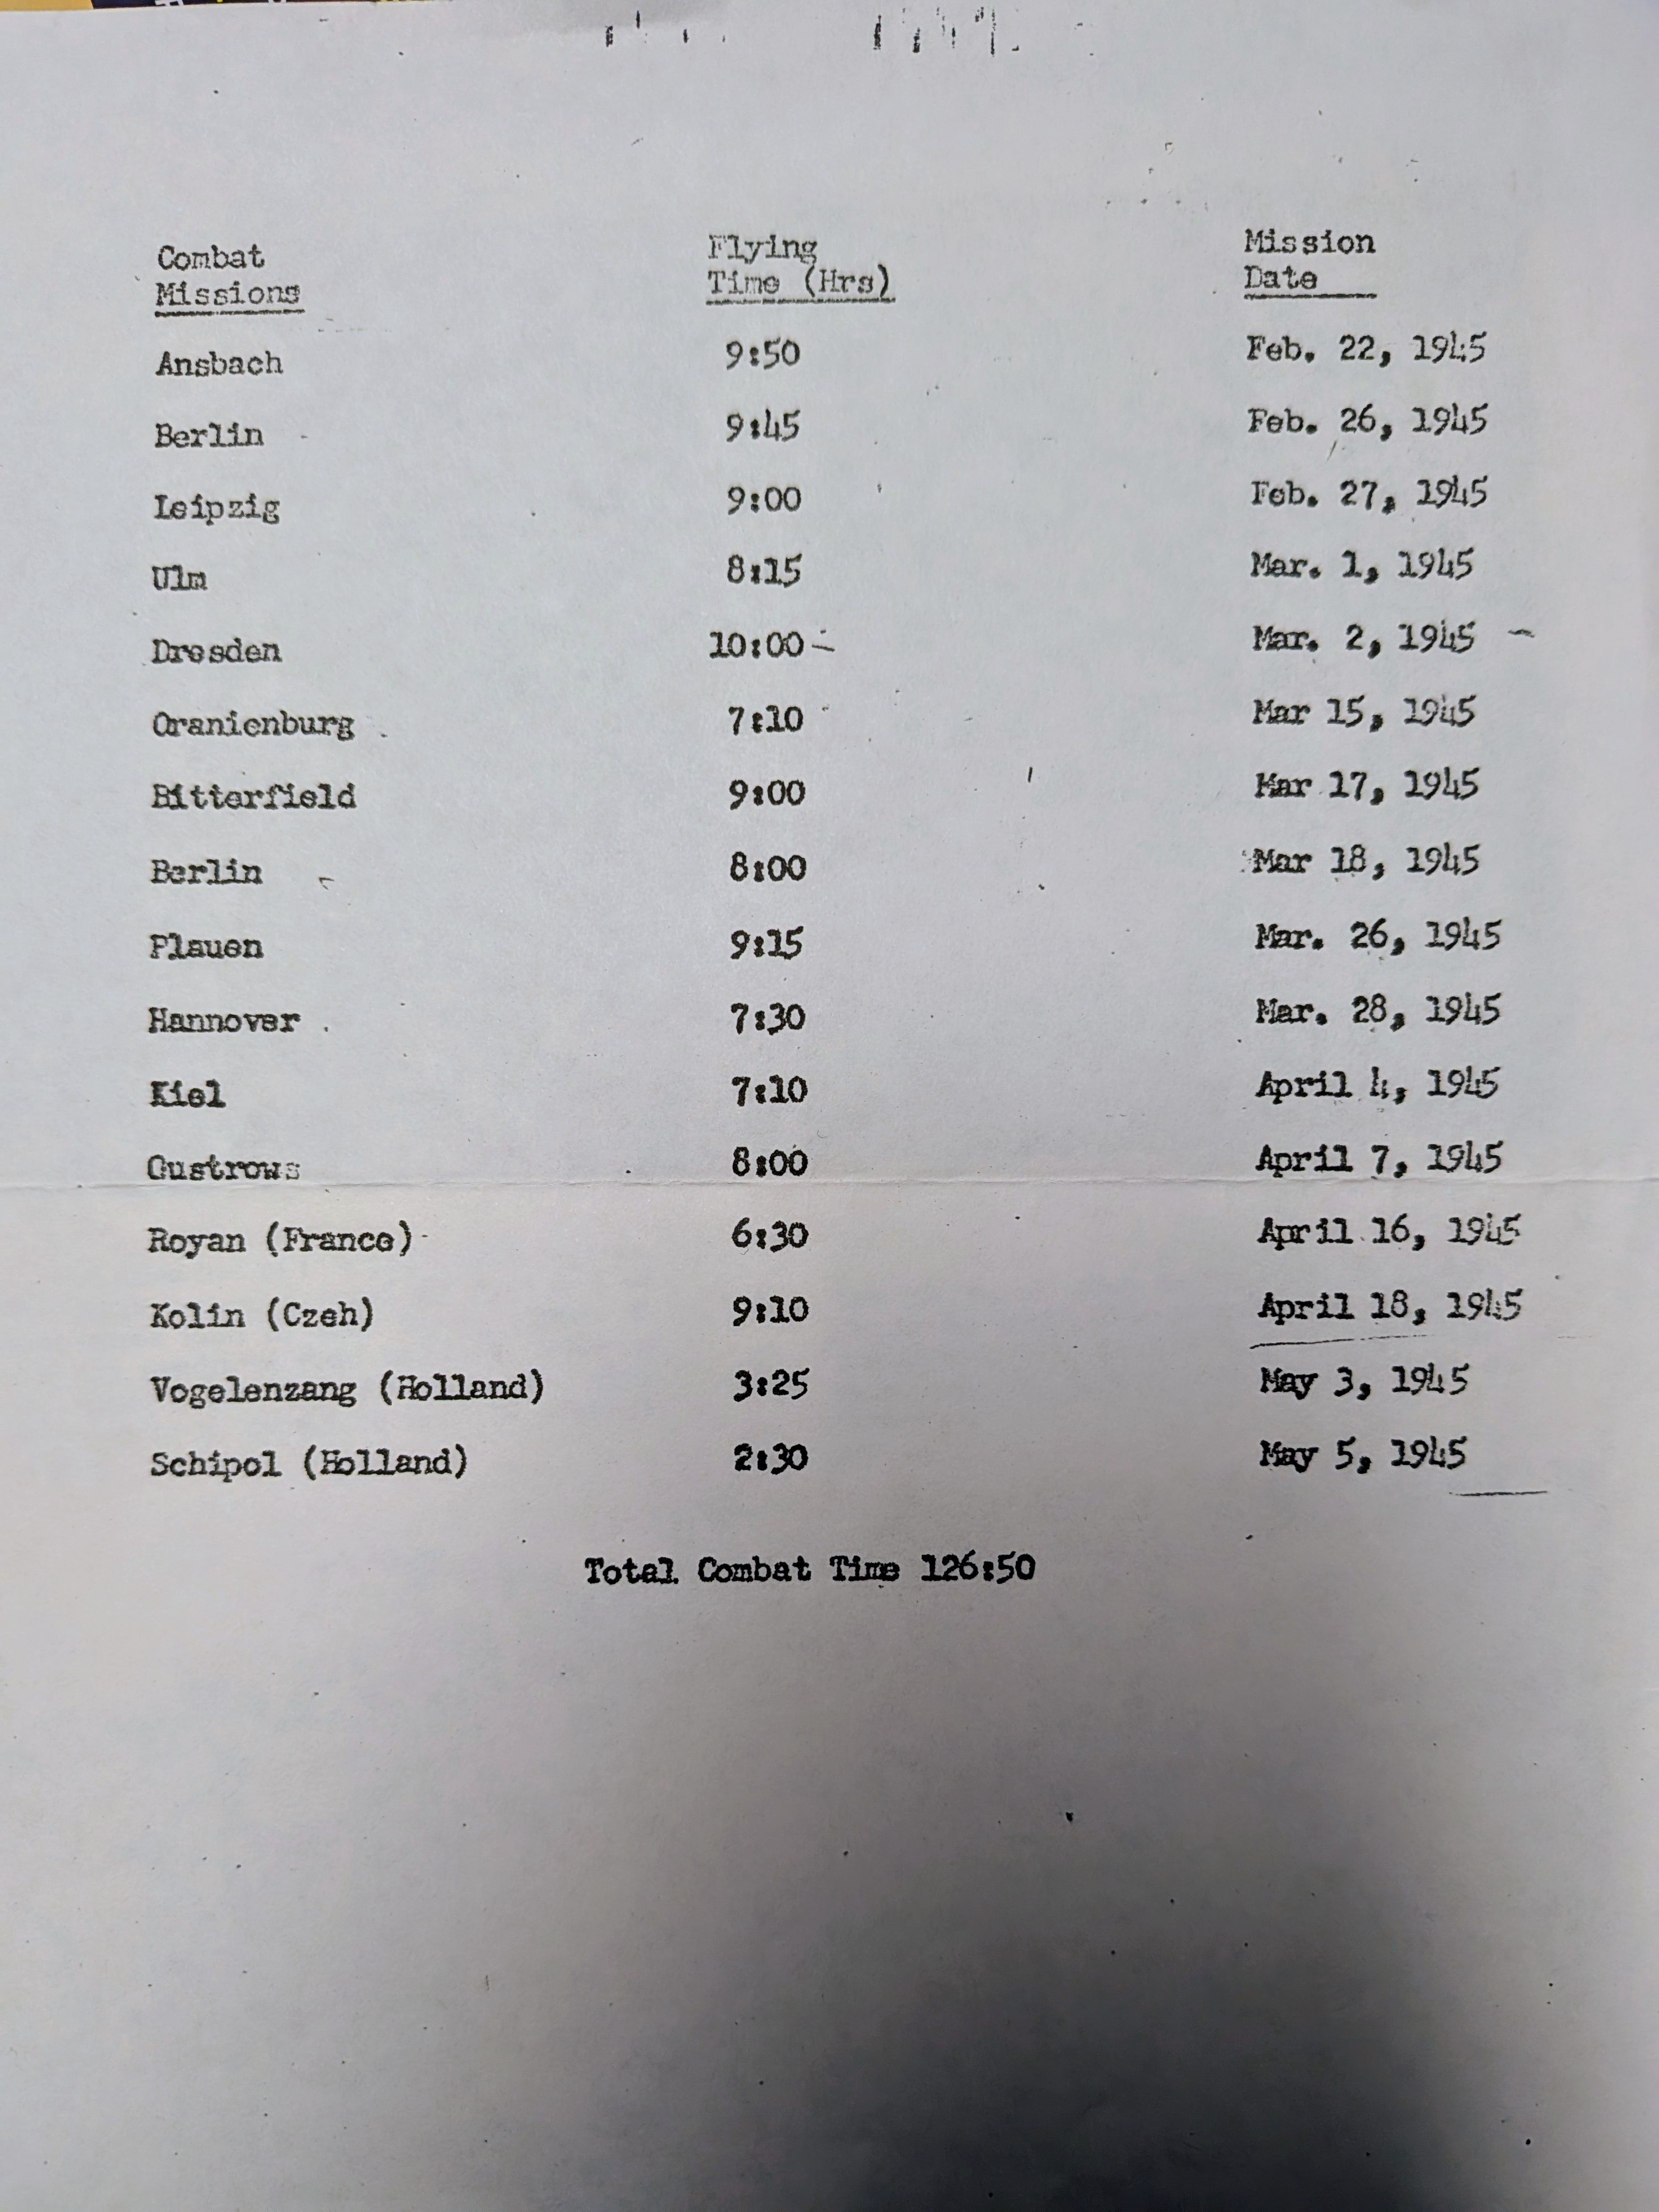 Combat Flying Mission
Missions Time (Hrs) Date
Ansbach 9:50 Feb. 22, 1945
Berlin 9:45 Feb. 26, 1945
Leipzig 9:00 Feb. 27, 1945
Ulm 8:15 Mar. 1, 1945
Dresden 10:00 Mar. 2, 1945
Oranienburg 7:10 Mar 15, 1945
Bitterfield 9:00 Mar 17, 1945
Berlin 8:00 Mar 18, 1945
Plauen 9:15 Mar. 26, 1945
Hannover 7:30 Mar. 28, 1945
Kiel 7:10 April 4, 1945
Gustrows 8:00 April 7, 1945
Royan (France) 6:30 April 16, 1945
Kolin (Czeh) 9:10 April 18, 1945
Vogelenzang (Holland) 3:25 May 3, 1945
Schipol (Holland) 2:30 May 5, 1945
Total Combat Time 126:50